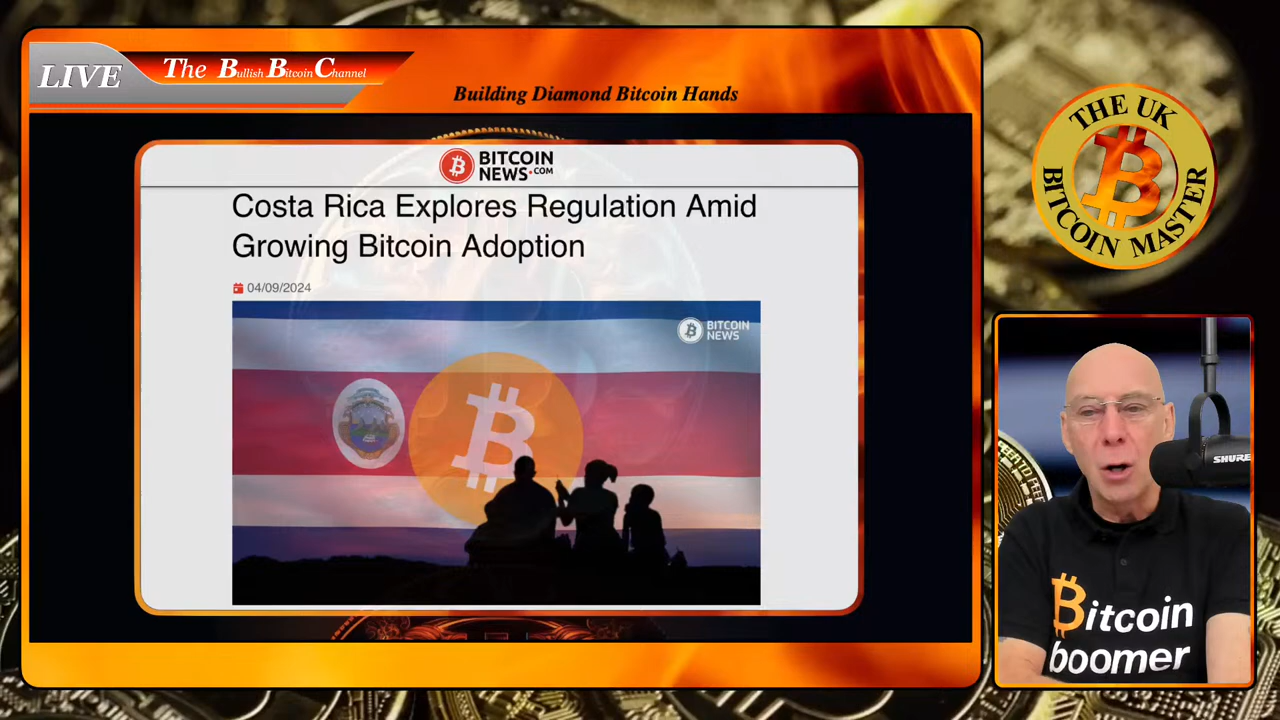 LIVE
The Bullish Bitcoin Channel
Building Diamond Bitcoin Hands
BITCOIN
NEWS.COM
Costa Rica Explores Regulation Amid
Growing Bitcoin Adoption
04/09/2024
BITCOIN
NEWS
THE UK
BITCOIN MASTER
SHURE
Bitcoin
boomer